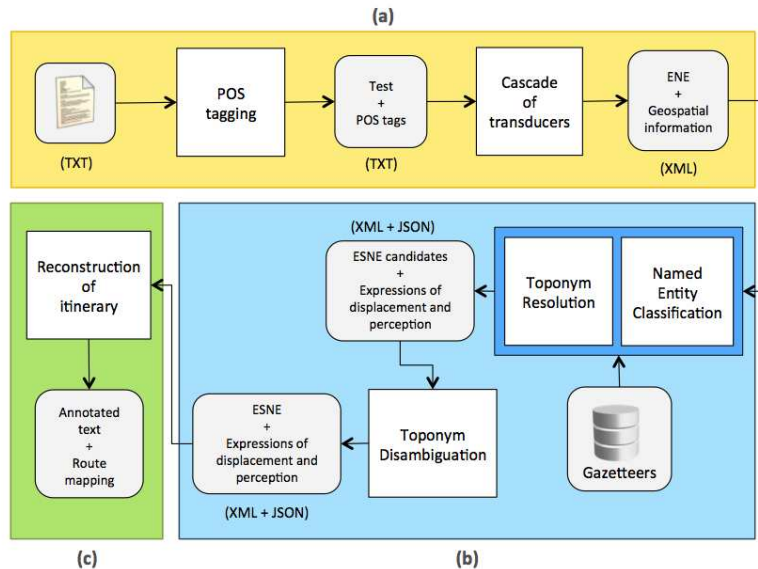 (a)
POS
tagging
Test
+
POS tags
Cascade
of
transducers
ENE
+
Geospatial
information
(TXT)
(TXT)
(XML)
(XML + JSON)
Reconstruction
of
itinerary
ESNE candidates
+
Expressions of
displacement and
perception
Toponym
Resolution
Named
Entity
Classification
Annotated
text
+
Route
mapping
ESNE
+
Expressions of
displacement and
perception
Toponym
Disambiguation
Gazetteers
(XML + JSON)
(c)
(b)